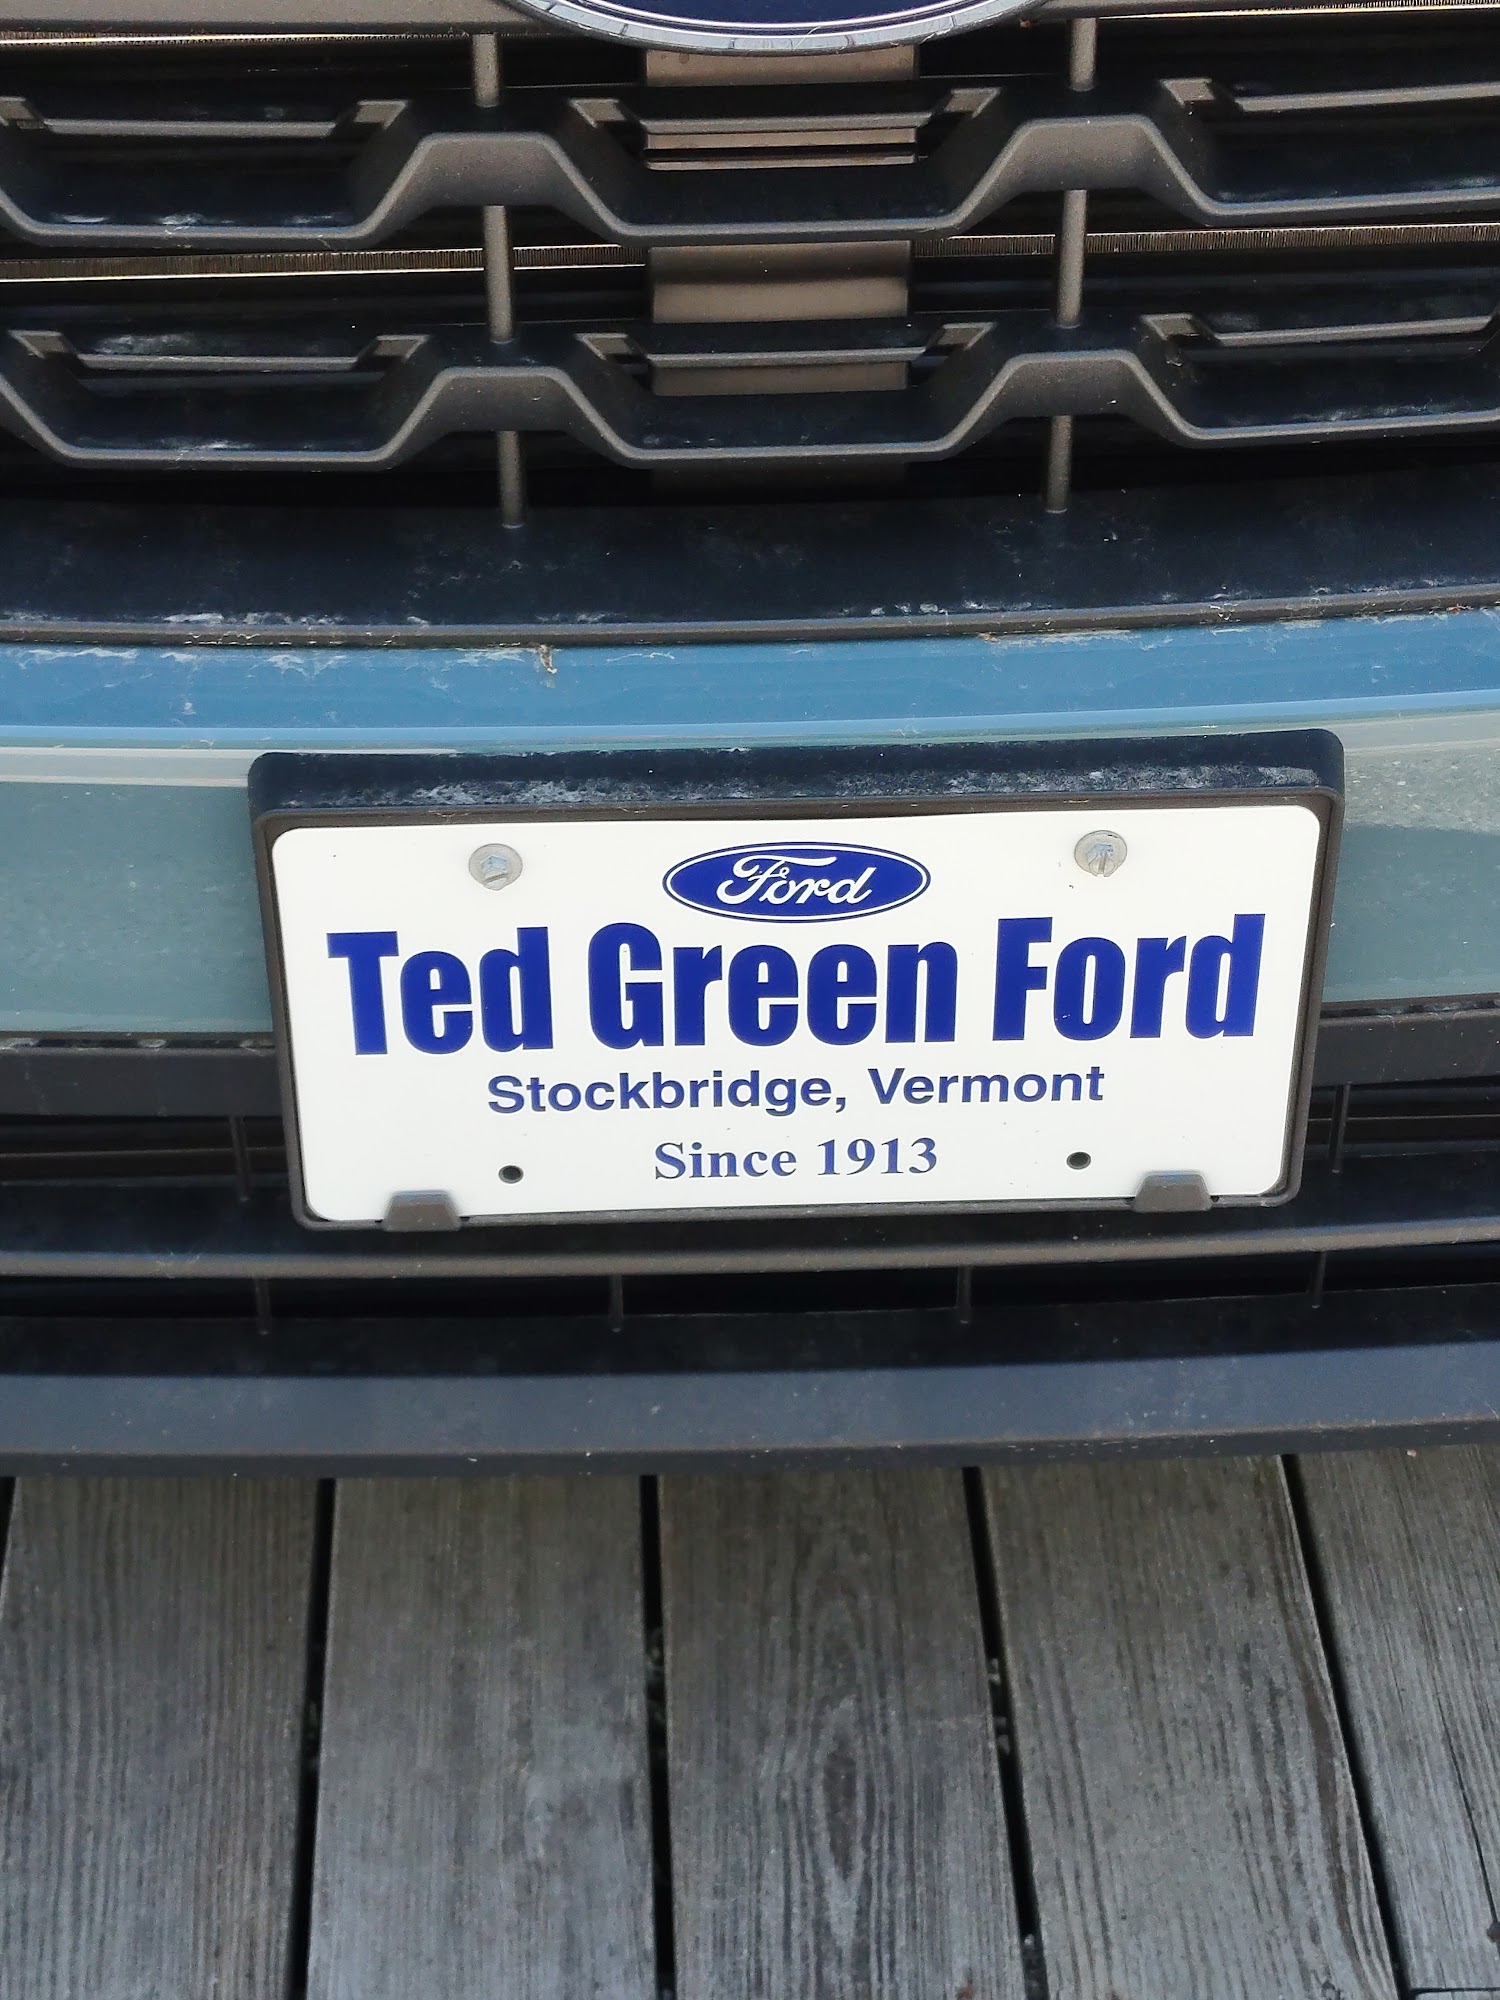 Ford
Ted Green Ford
Stockbridge, Vermont
Since 1913